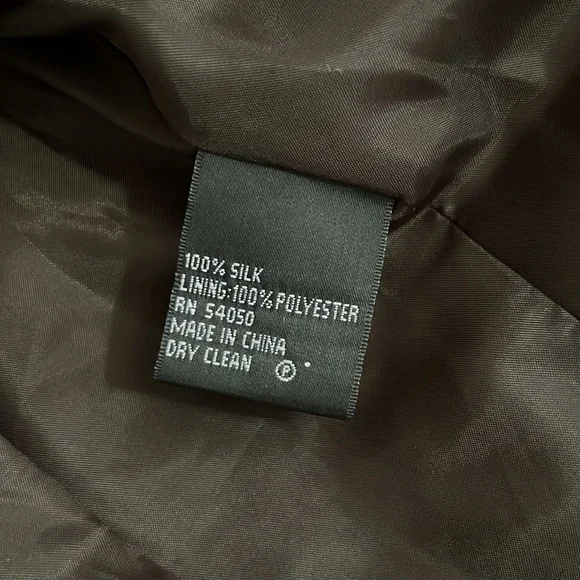 100% SILK
LINING:100% POLYESTER
RN 54050
MADE IN CHINA
DRY CLEAN Ⓟ